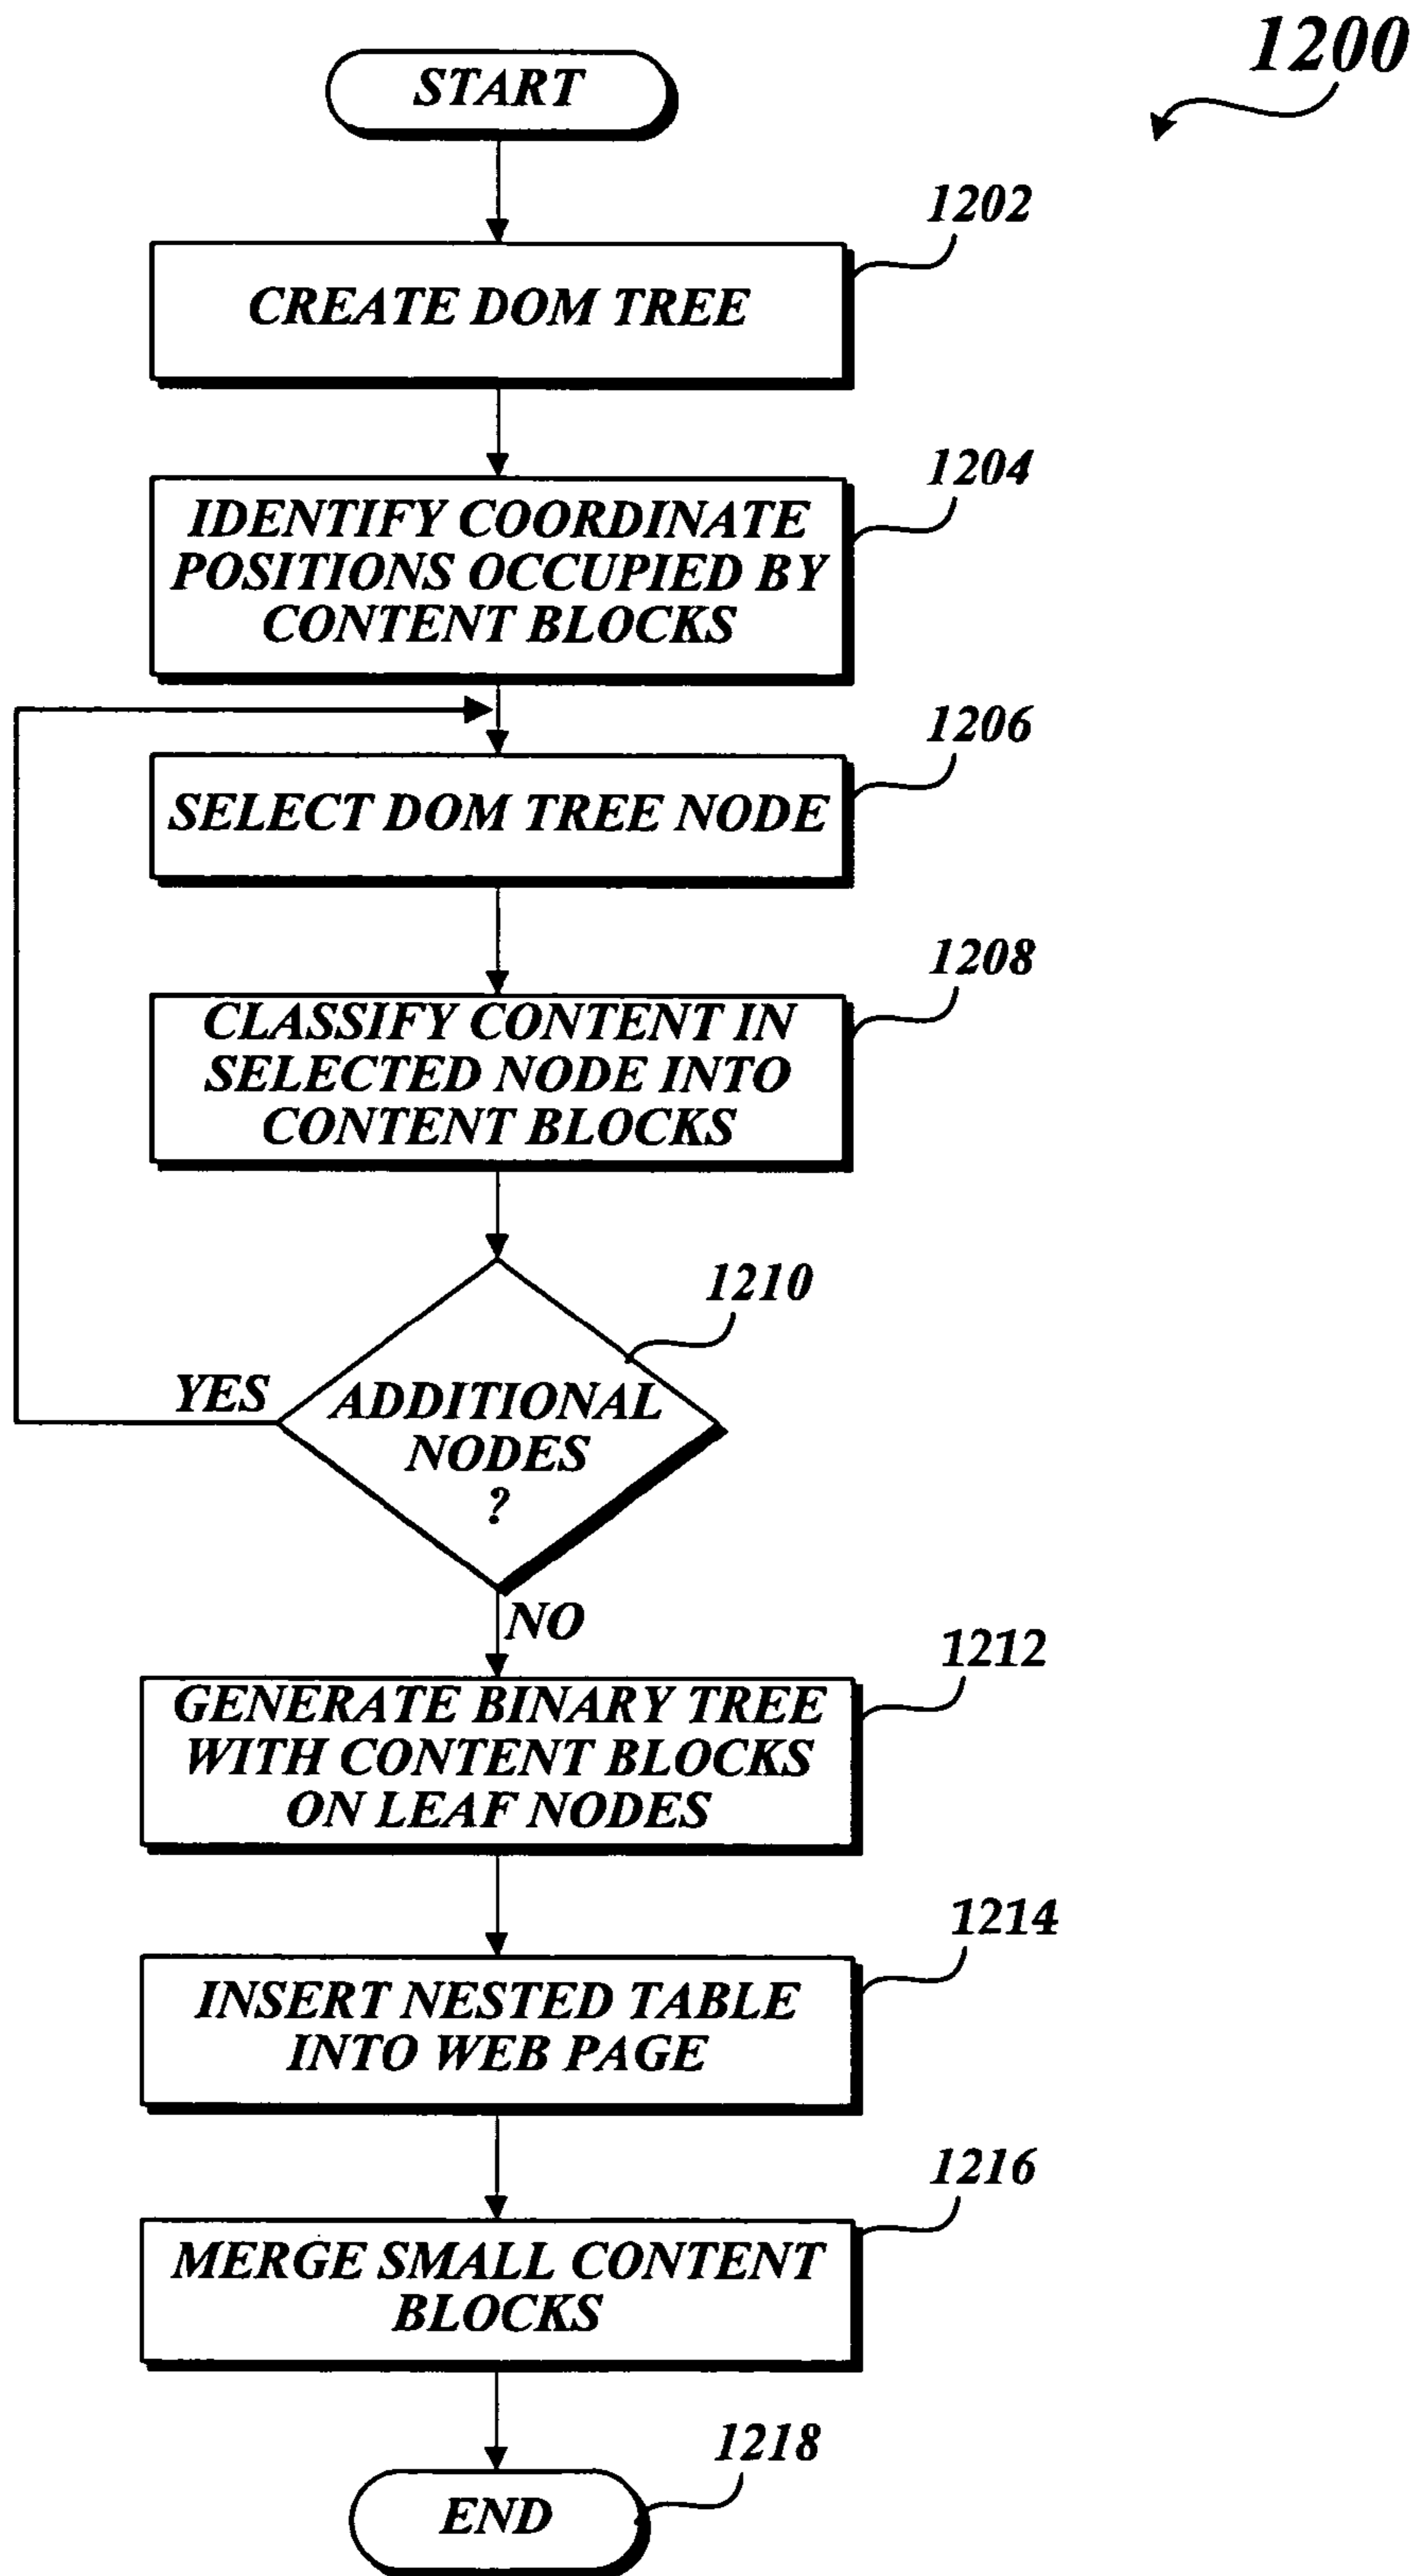 1200
START
1202
CREATE DOM TREE
1204
IDENTIFY COORDINATE
POSITIONS OCCUPIED BY
CONTENT BLOCKS
1206
SELECT DOM TREE NODE
1208
CLASSIFY CONTENT IN
SELECTED NODE INTO
CONTENT BLOCKS
1210
YES
ADDITIONAL
NODES
?
NO
1212
GENERATE BINARY TREE
WITH CONTENT BLOCKS
ON LEAF NODES
1214
INSERT NESTED TABLE
INTO WEB PAGE
1216
MERGE SMALL CONTENT
BLOCKS
1218
END